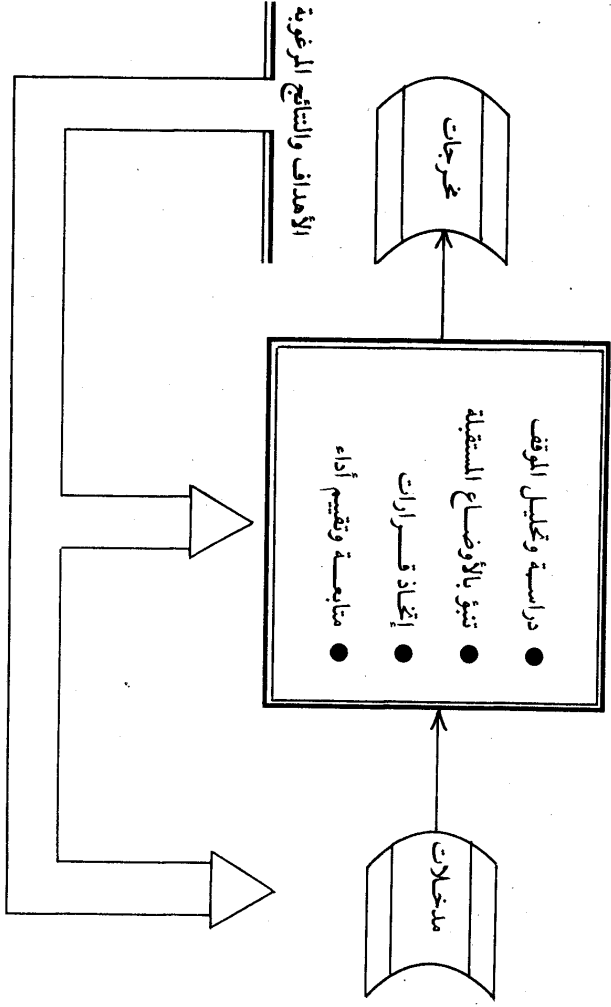 مدخلات
● دراسة وتحليل الموقف
● تنبؤ بالأوضاع المستقبلة
● إتخاذ قرارات
● متابعة وتقييم أداء
مخرجات
الأهداف والنتائج المرغوبة